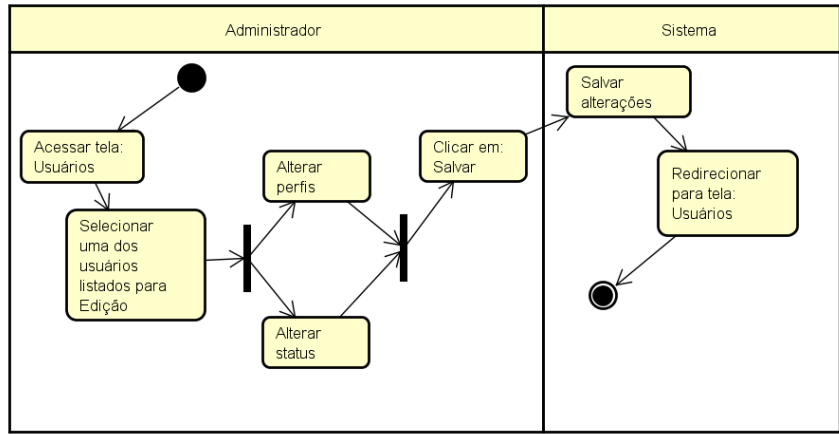 Administrador
Sistema
Acessar tela:
Usuários
Selecionar
uma dos
usuários
listados para
Edição
Alterar
perfis
Alterar
status
Clicar em:
Salvar
Salvar
alterações
Redirecionar
para tela:
Usuários